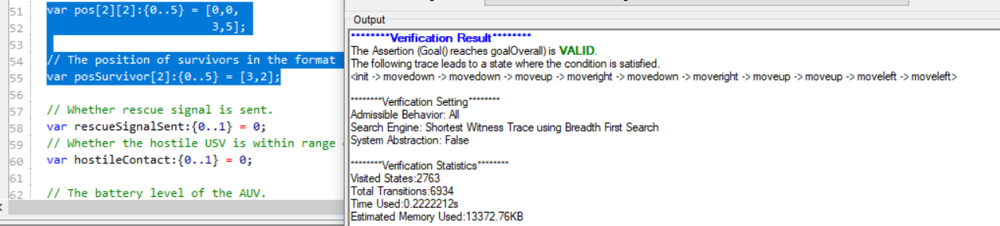 51 var pos[2][2]:{0..5} = [0,0,
52 3,5];
53
54 // The position of survivors in the format
55 var posSurvivor[2]:{0..5} = [3,2];
56
57 // Whether rescue signal is sent.
58 var rescueSignalSent:{0..1} = 0;
59 // Whether the hostile USV is within range
60 var hostileContact:{0..1} = 0;
61
62 // The battery level of the AUV.
Output
********Verification Result********
The Assertion (Goal() reaches goalOverall) is VALID.
The following trace leads to a state where the condition is satisfied.
<init -> movedown -> movedown -> moveup -> moveright -> movedown -> moveright -> moveup -> moveup -> moveleft -> moveleft>
********Verification Setting********
Admissible Behavior: All
Search Engine: Shortest Witness Trace using Breadth First Search
System Abstraction: False
********Verification Statistics********
Visited States:2763
Total Transitions:6934
Time Used:0.2222212s
Estimated Memory Used:13372.76KB